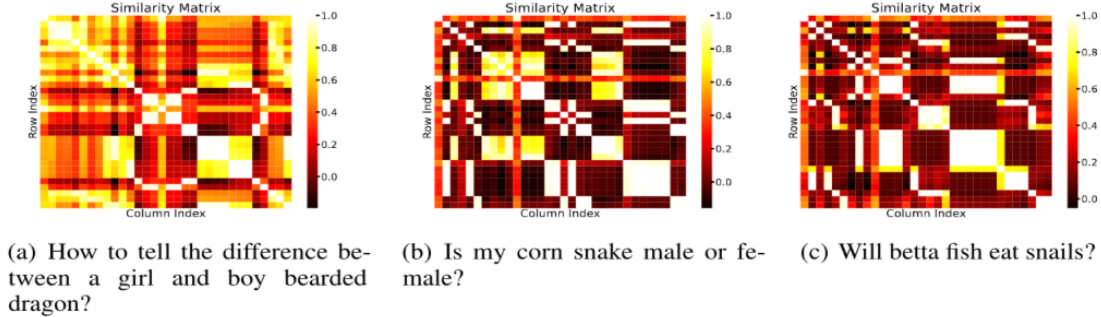 Similarity Matrix
Row Index
Column Index
1.0
0.8
0.6
0.4
0.2
0.0
(a) How to tell the difference be-
tween a girl and boy bearded
dragon?
Similarity Matrix
Row Index
Column Index
1.0
0.8
0.6
0.4
0.2
0.0
(b) Is my corn snake male or fe-
male?
Similarity Matrix
Row Index
Column Index
1.0
0.8
0.6
0.4
0.2
0.0
(c) Will betta fish eat snails?